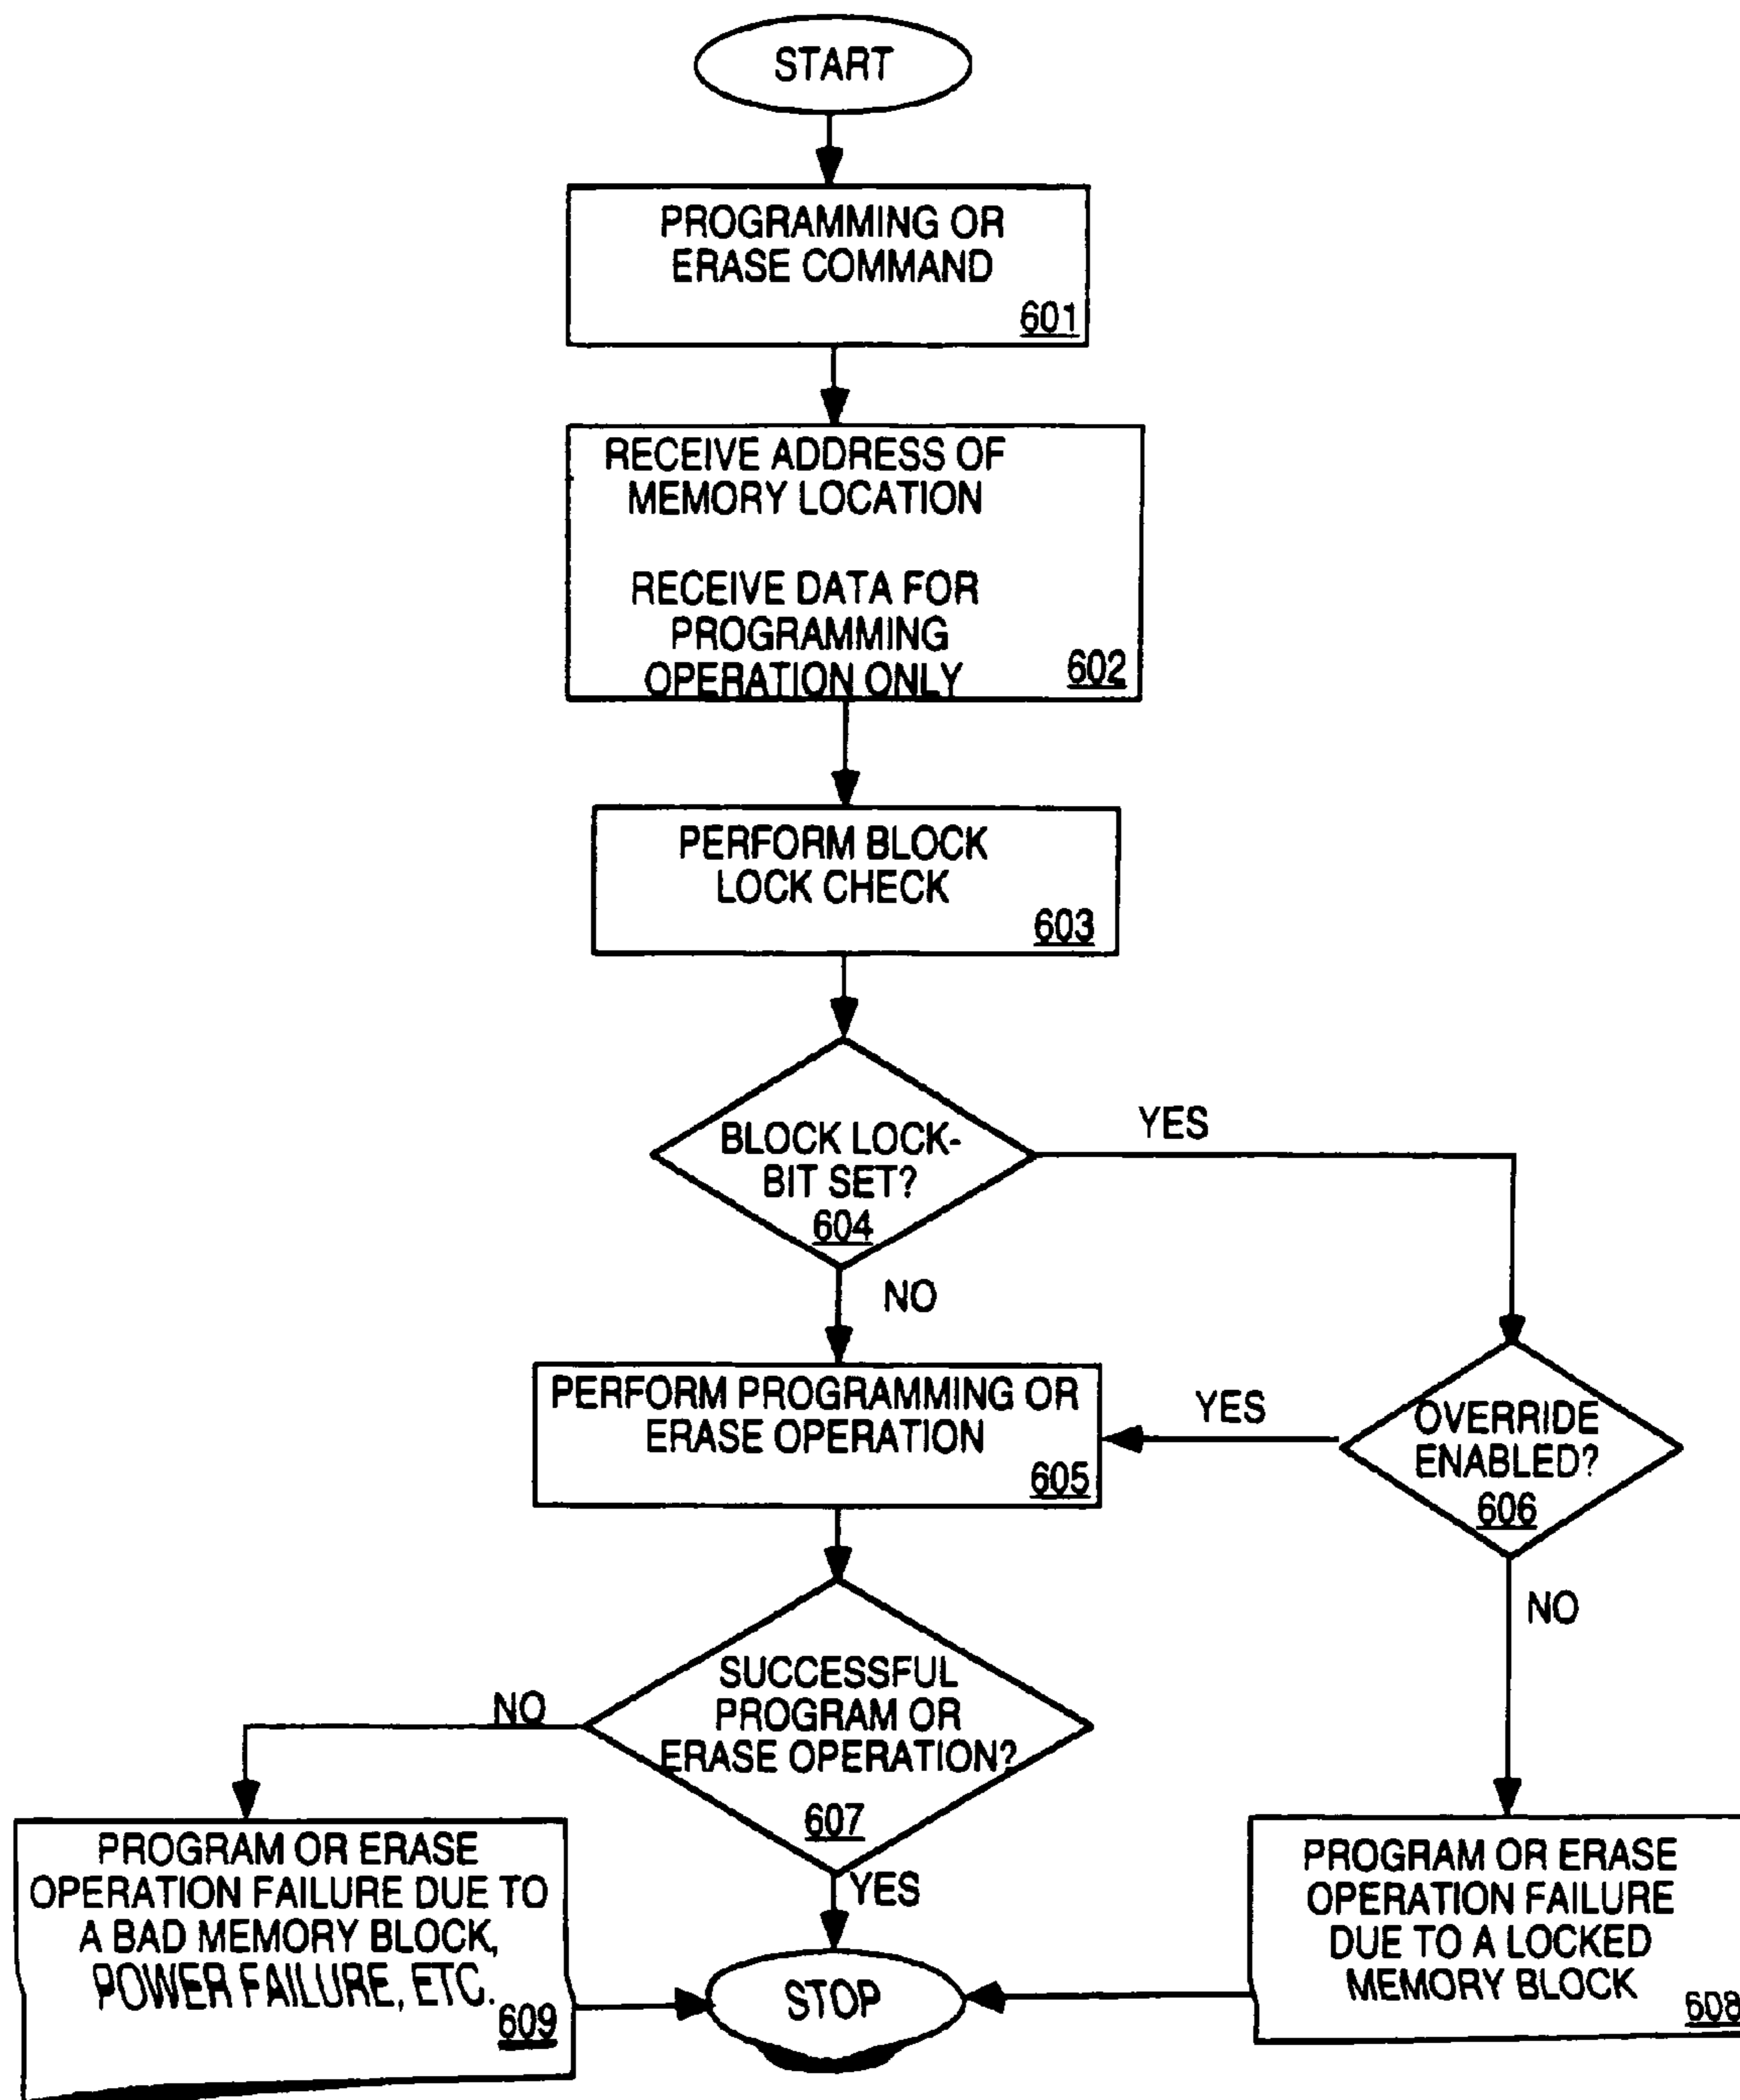 START
PROGRAMMING OR
ERASE COMMAND
601
RECEIVE ADDRESS OF
MEMORY LOCATION
RECEIVE DATA FOR
PROGRAMMING
OPERATION ONLY
602
PERFORM BLOCK
LOCK CHECK
603
BLOCK LOCK-
BIT SET?
604
YES
NO
PERFORM PROGRAMMING OR
ERASE OPERATION
605
YES
OVERRIDE
ENABLED?
606
NO
SUCCESSFUL
PROGRAM OR
ERASE OPERATION?
607
NO
YES
PROGRAM OR ERASE
OPERATION FAILURE DUE TO
A BAD MEMORY BLOCK,
POWER FAILURE, ETC.
609
STOP
PROGRAM OR ERASE
OPERATION FAILURE
DUE TO A LOCKED
MEMORY BLOCK
608